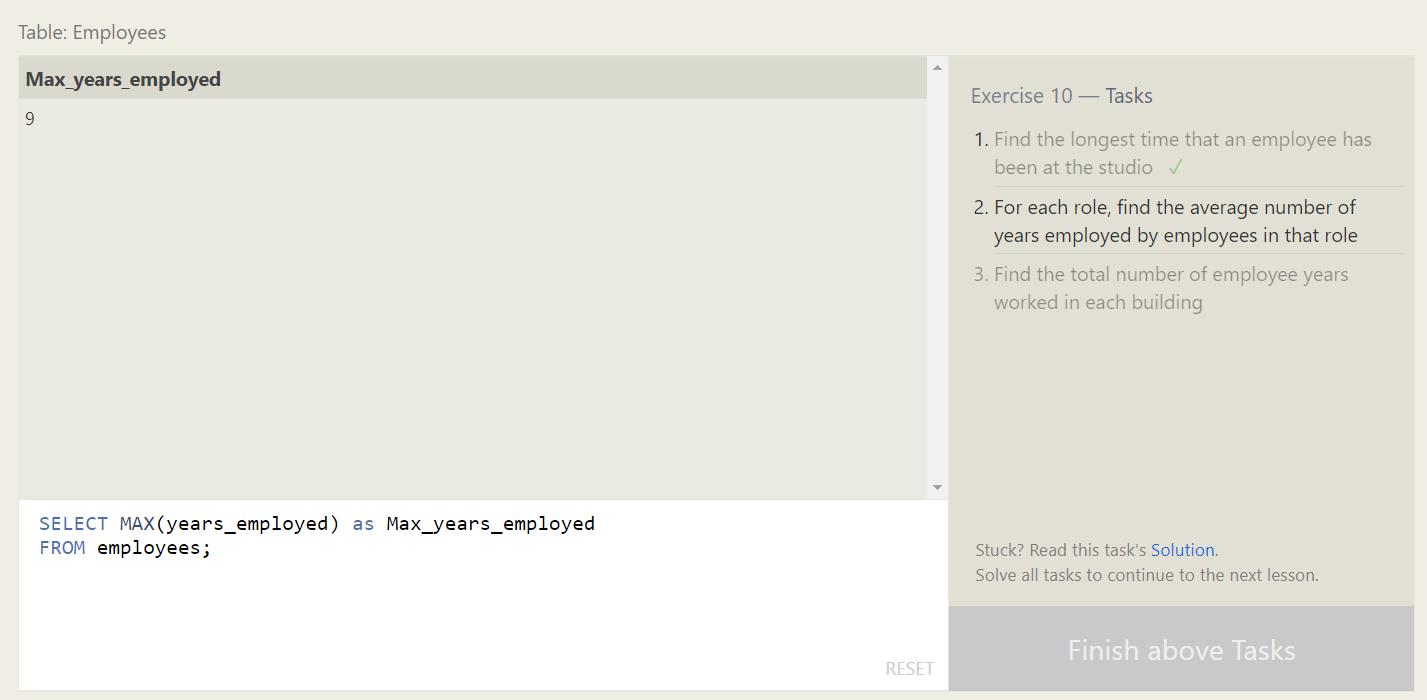 Table: Employees
Max_years_employed
9
SELECT MAX(years_employed) as Max_years_employed
FROM employees;
RESET
Exercise 10 — Tasks
1. Find the longest time that an employee has
been at the studio ✓
2. For each role, find the average number of
years employed by employees in that role
3. Find the total number of employee years
worked in each building
Stuck? Read this task's Solution.
Solve all tasks to continue to the next lesson.
Finish above Tasks